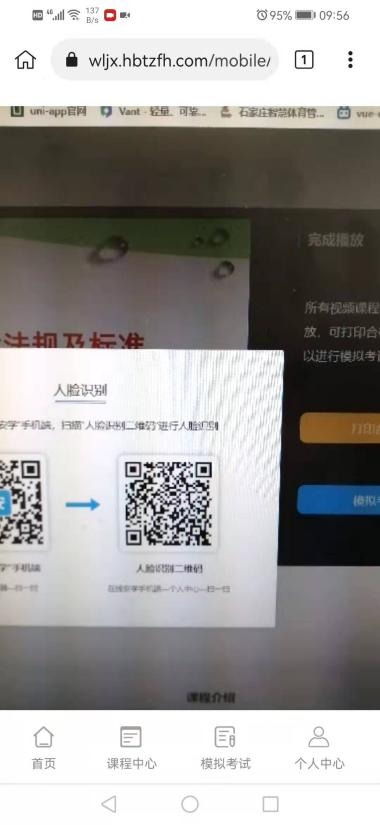 HD 46 137 B/s 95% 09:56
wljx.hbtzfh.com/mobile/ 1
uni-app官网 Vant - 轻量、可靠... 石家庄智慧体育管... vue-
完成播放
所有视频课程
放，可打印合
以进行模拟考
法规及标准
人脸识别
安学"手机端，扫描"人脸识别二维码"进行人脸识别
打印
模拟
学"手机端
人脸识别二维码
扫一扫
在线安学手机端—个人中心—扫一扫
课程介绍
首页 课程中心 模拟考试 个人中心